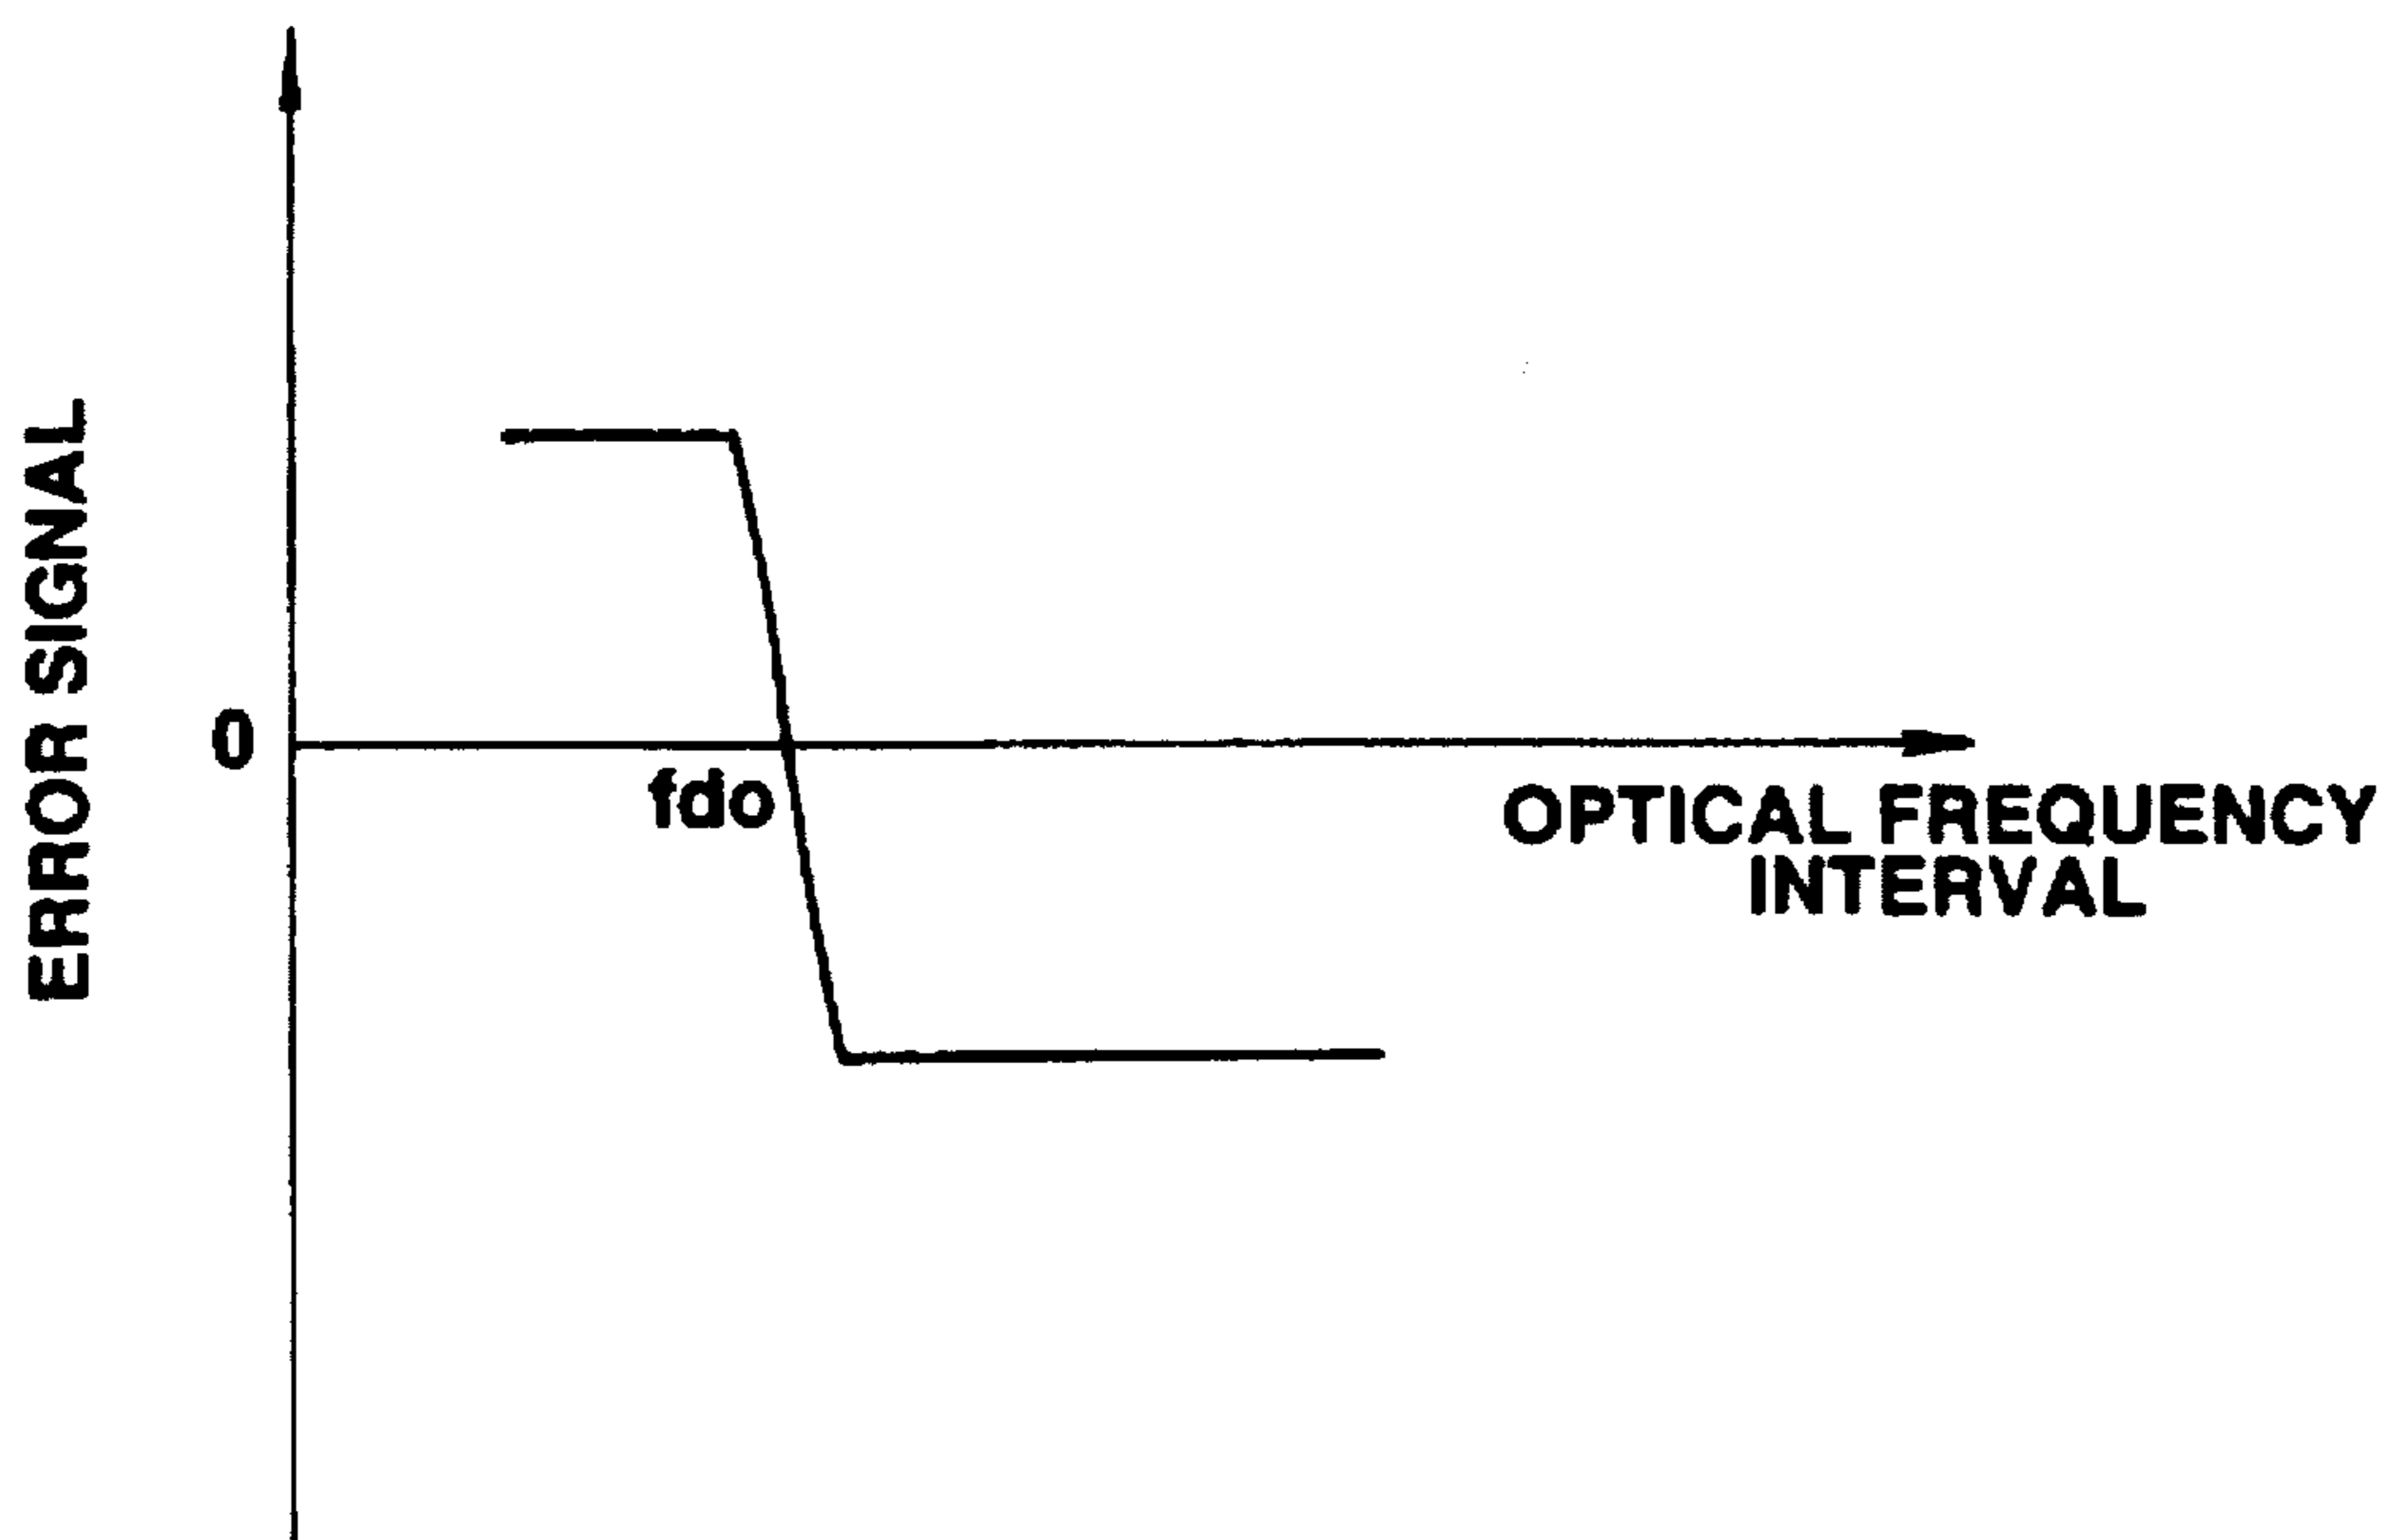 ERROR SIGNAL
0
fdo
OPTICAL FREQUENCY
INTERVAL